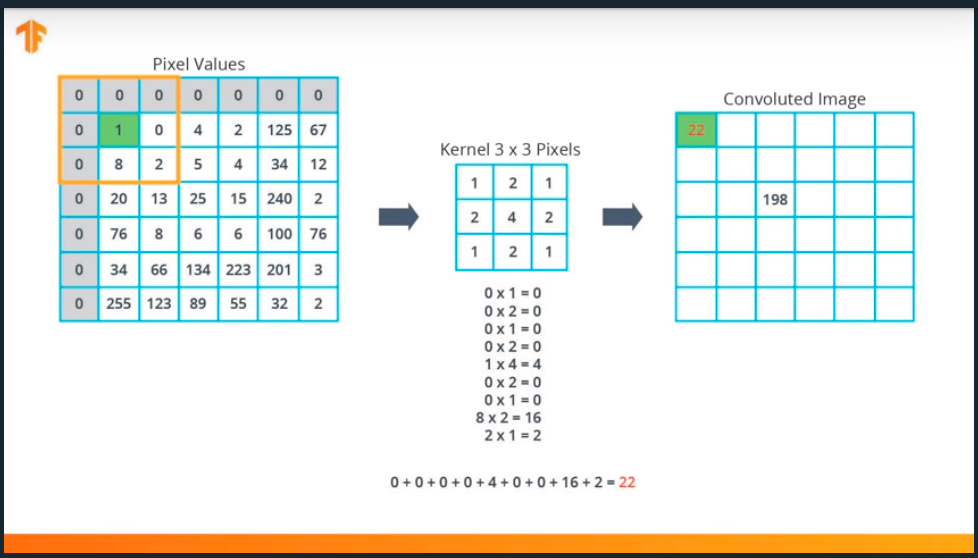 Pixel Values
0 0 0 0 0 0 0
0 1 0 4 2 125 67
0 8 2 5 4 34 12
0 20 13 25 15 240 2
0 76 8 6 6 100 76
0 34 66 134 223 201 3
0 255 123 89 55 32 2
Kernel 3 x 3 Pixels
1 2 1
2 4 2
1 2 1
0 x 1 = 0
0 x 2 = 0
0 x 1 = 0
0 x 2 = 0
1 x 4 = 4
0 x 2 = 0
0 x 1 = 0
8 x 2 = 16
2 x 1 = 2
0 + 0 + 0 + 0 + 4 + 0 + 0 + 16 + 2 = 22
Convoluted Image
22
198